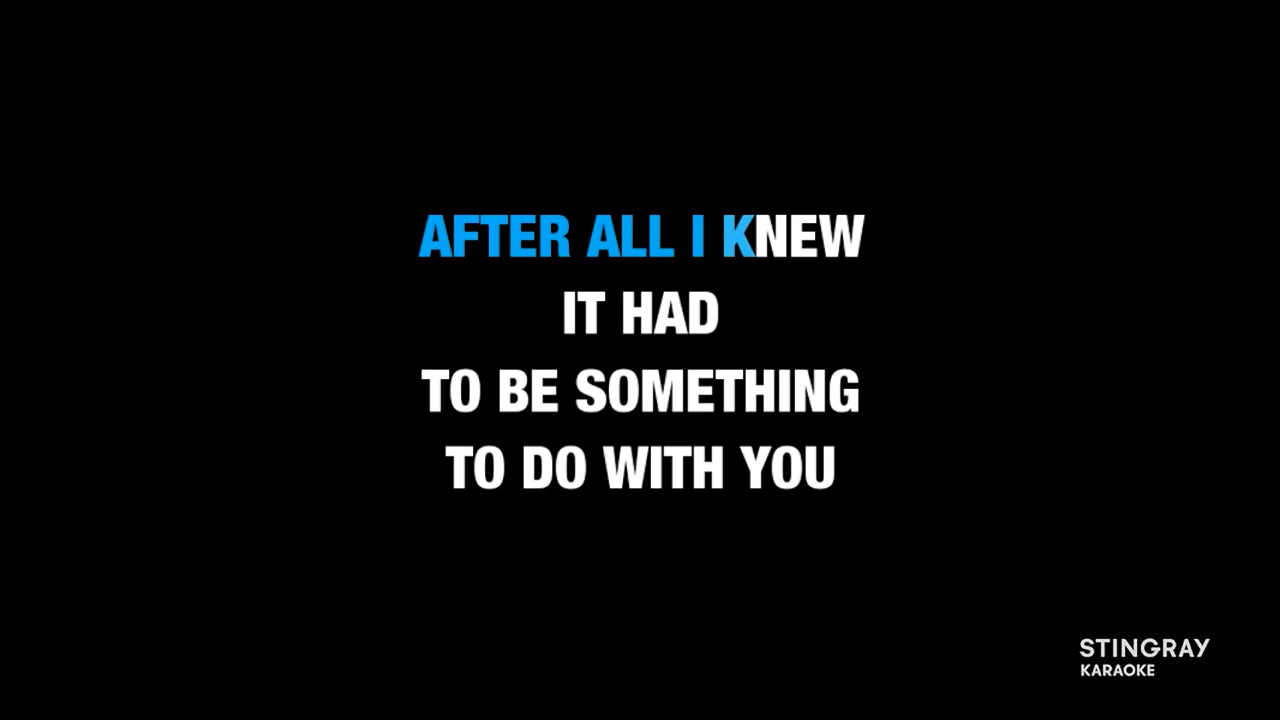 AFTER ALL I KNEW
IT HAD
TO BE SOMETHING
TO DO WITH YOU
STINGRAY
KARAOKE